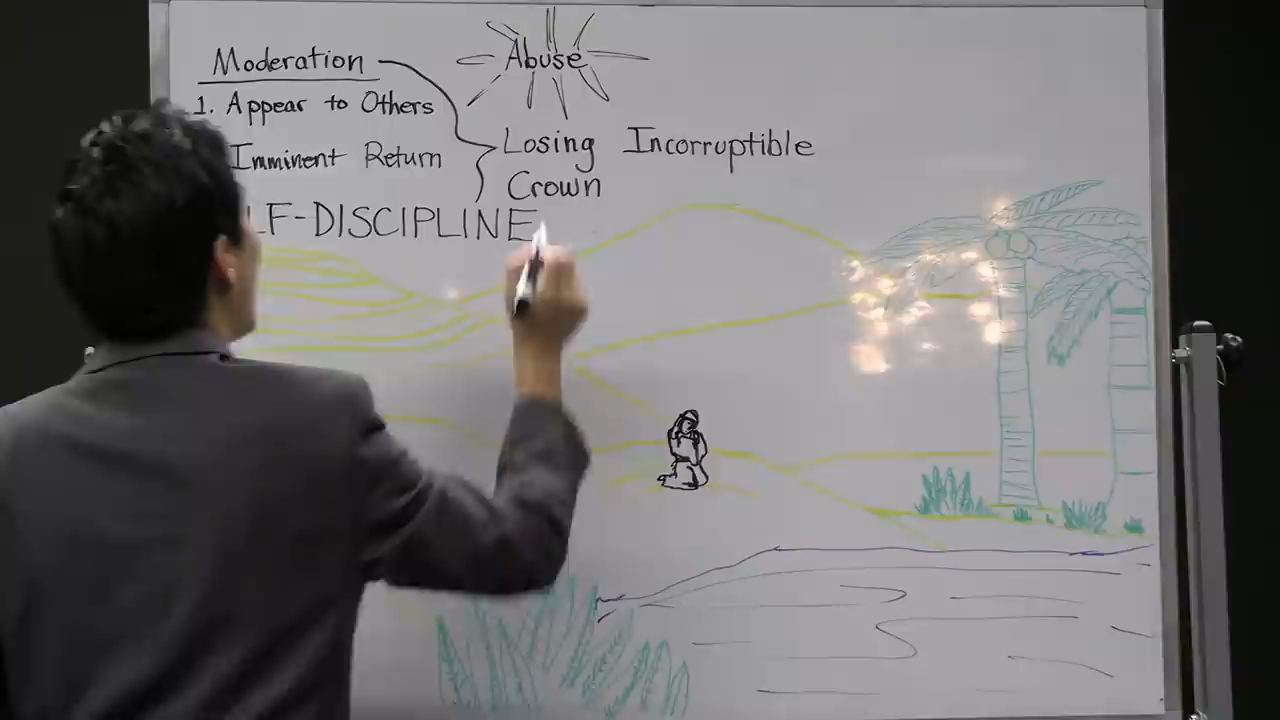 Abuse
Moderation
1. Appear to Others
Imminent Return
Losing Incorruptible
Crown
LF-DISCIPLINE